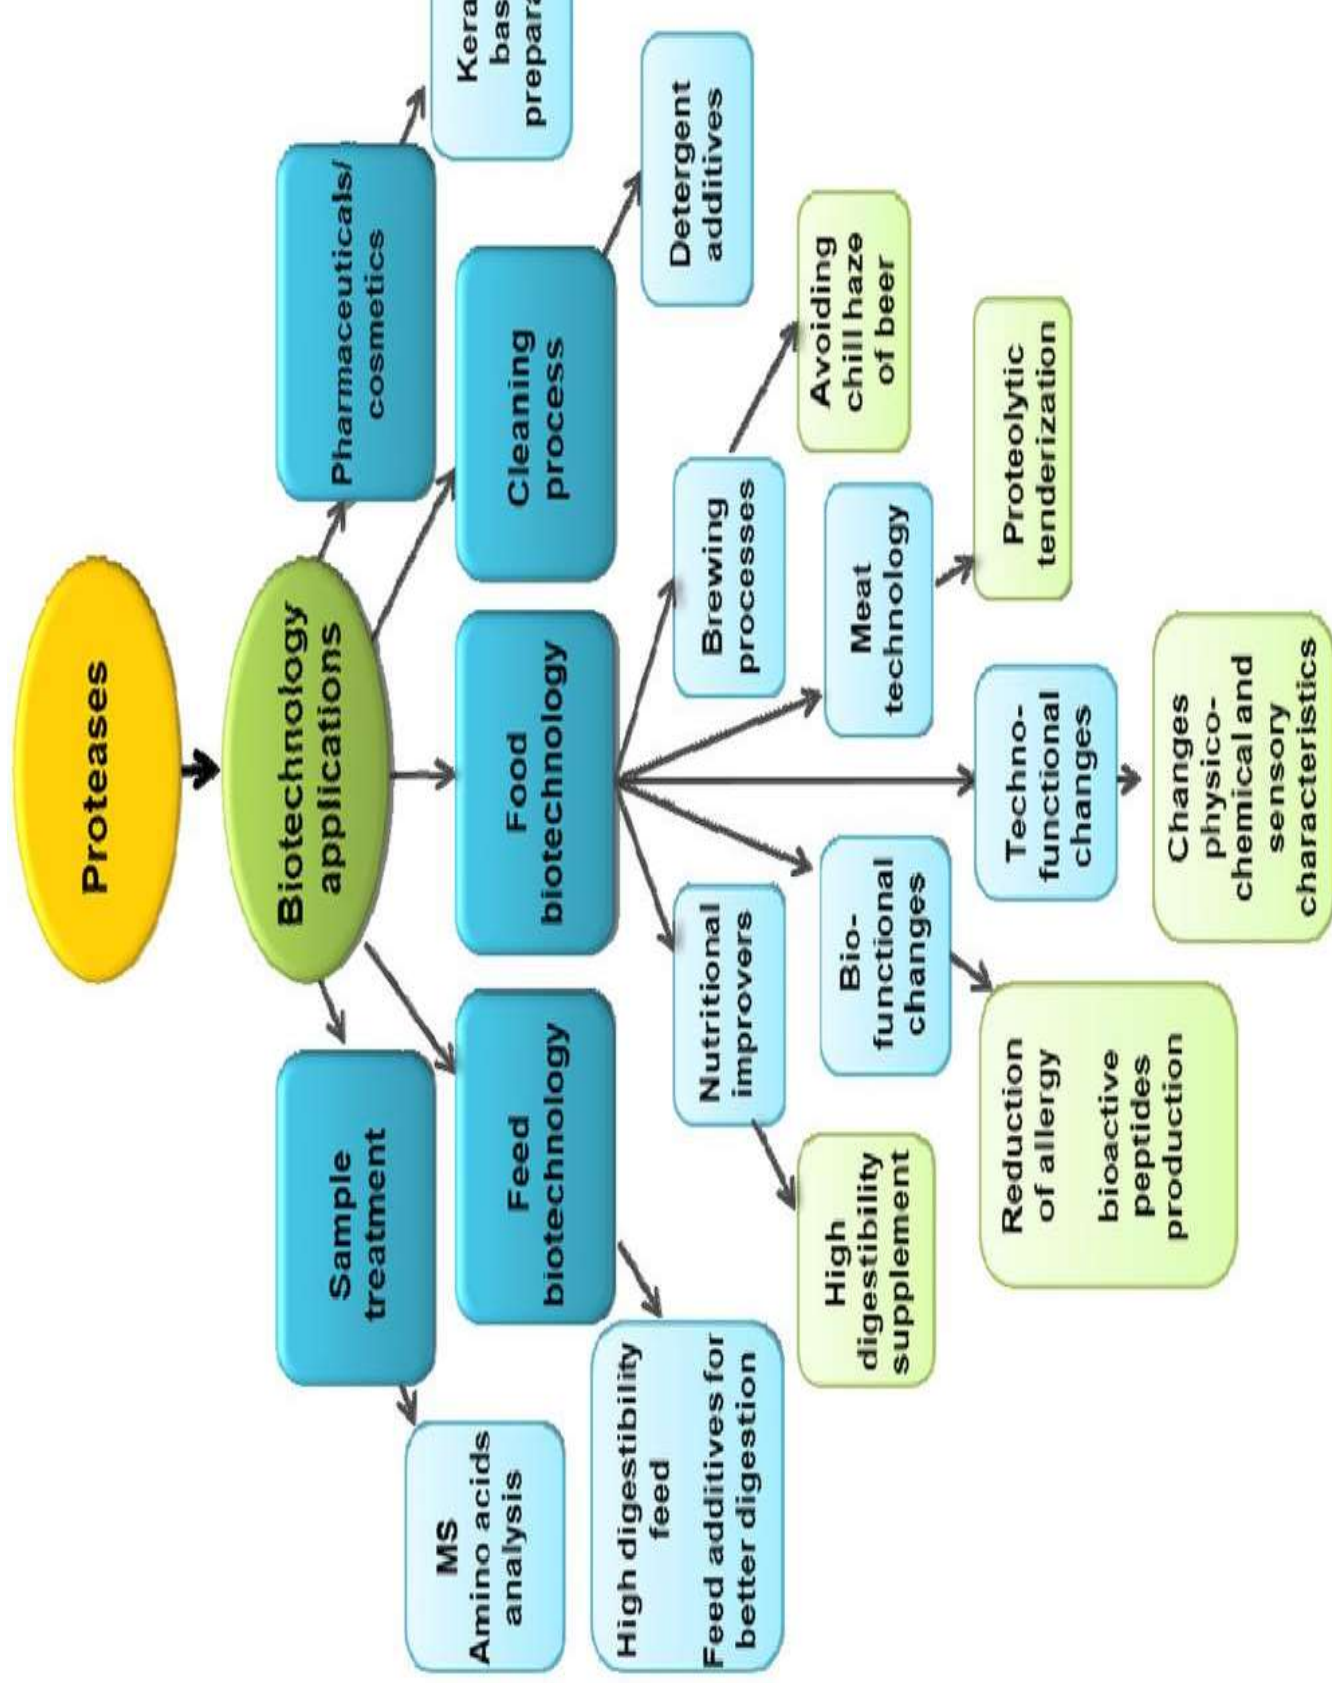 Proteases
Biotechnology
applications
Sample
treatment
Pharmaceuticals/
cosmetics
MS
Amino acids
analysis
Feed
biotechnology
Food
biotechnology
Cleaning
process
High digestibility
feed
Feed additives for
better digestion
Nutritional
improvers
Brewing
processes
Detergent
additives
High
digestibility
supplement
Bio-
functional
changes
Meat
technology
Avoiding
chill haze
of beer
Reduction
of allergy
bioactive
peptides
production
Techno-
functional
changes
Proteolytic
tenderization
Changes
physico-
chemical and
sensory
characteristics